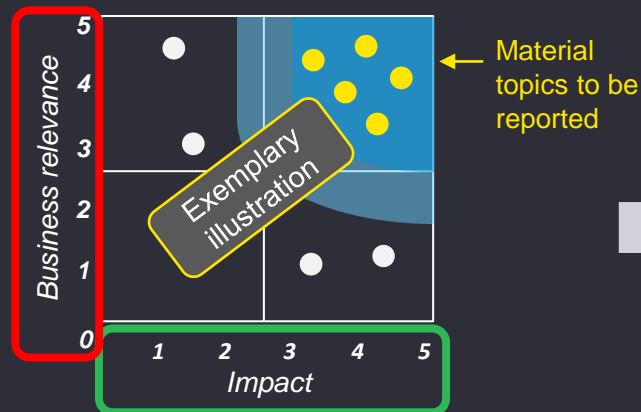 5
4
3
2
1
0
Business relevance
Exemplary
illustration
Material
topics to be
reported
1 2 3 4 5
Impact